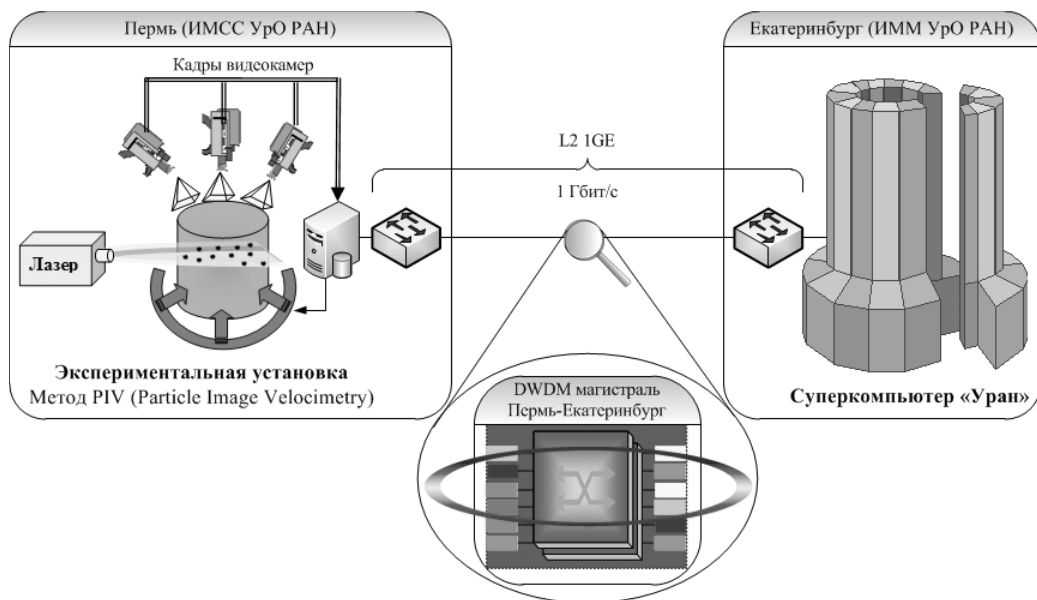 Пермь (ИМСС УрО РАН)
Кадры видеокамер
Лазер
Экспериментальная установка
Метод PIV (Particle Image Velocimetry)
L2 1GE
1 Гбит/с
DWDM магистраль
Пермь-Екатеринбург
Екатеринбург (ИММ УрО РАН)
Суперкомпьютер «Уран»